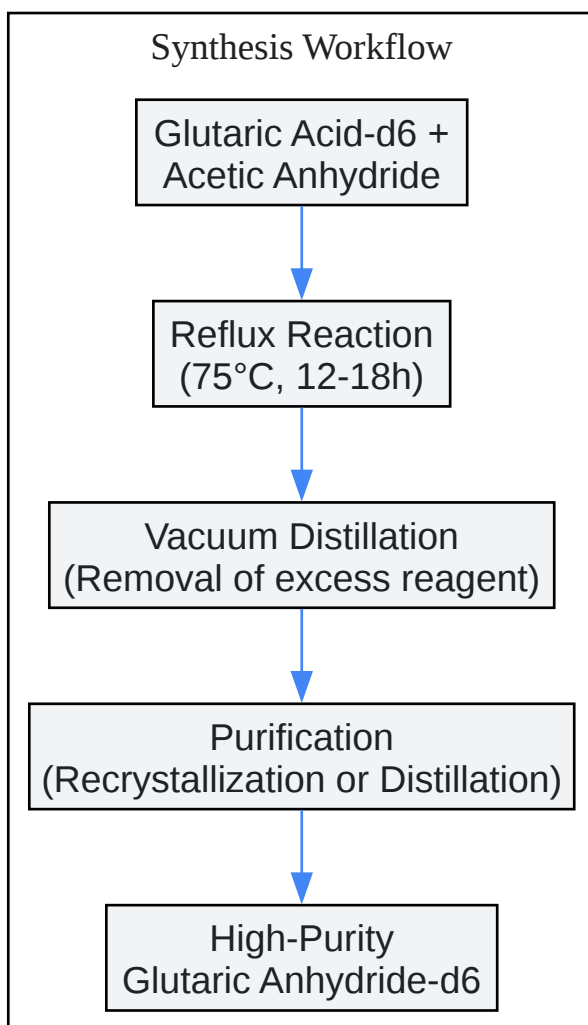 Synthesis Workflow
Glutaric Acid-d6 +
Acetic Anhydride
Reflux Reaction
(75°C, 12-18h)
Vacuum Distillation
(Removal of excess reagent)
Purification
(Recrystallization or Distillation)
High-Purity
Glutaric Anhydride-d6